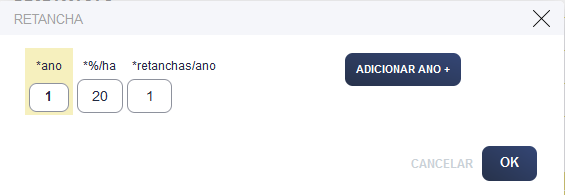 RETANCHA
*ano *%/ha *retanchas/ano
1 20 1
ADICIONAR ANO +
CANCELAR OK